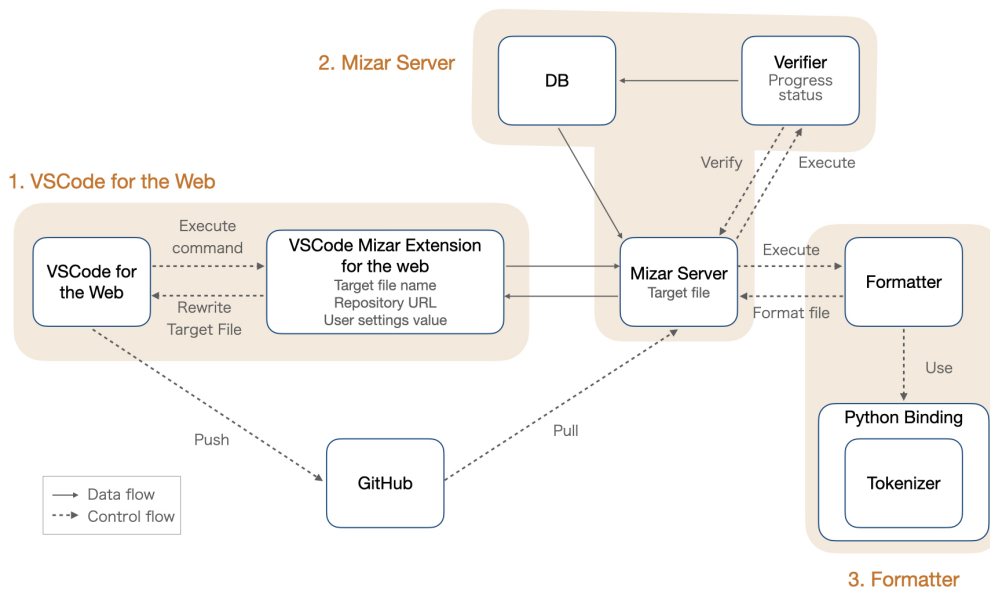 2. Mizar Server
DB
Verifier
Progress
status
Verify
Execute
1. VSCode for the Web
Execute
command
VSCode for
the Web
Rewrite
Target File
VSCode Mizar Extension
for the web
Target file name
Repository URL
User settings value
Mizar Server
Target file
Execute
Format file
Formatter
Use
Python Binding
Tokenizer
Push
Pull
GitHub
Data flow
Control flow
3. Formatter